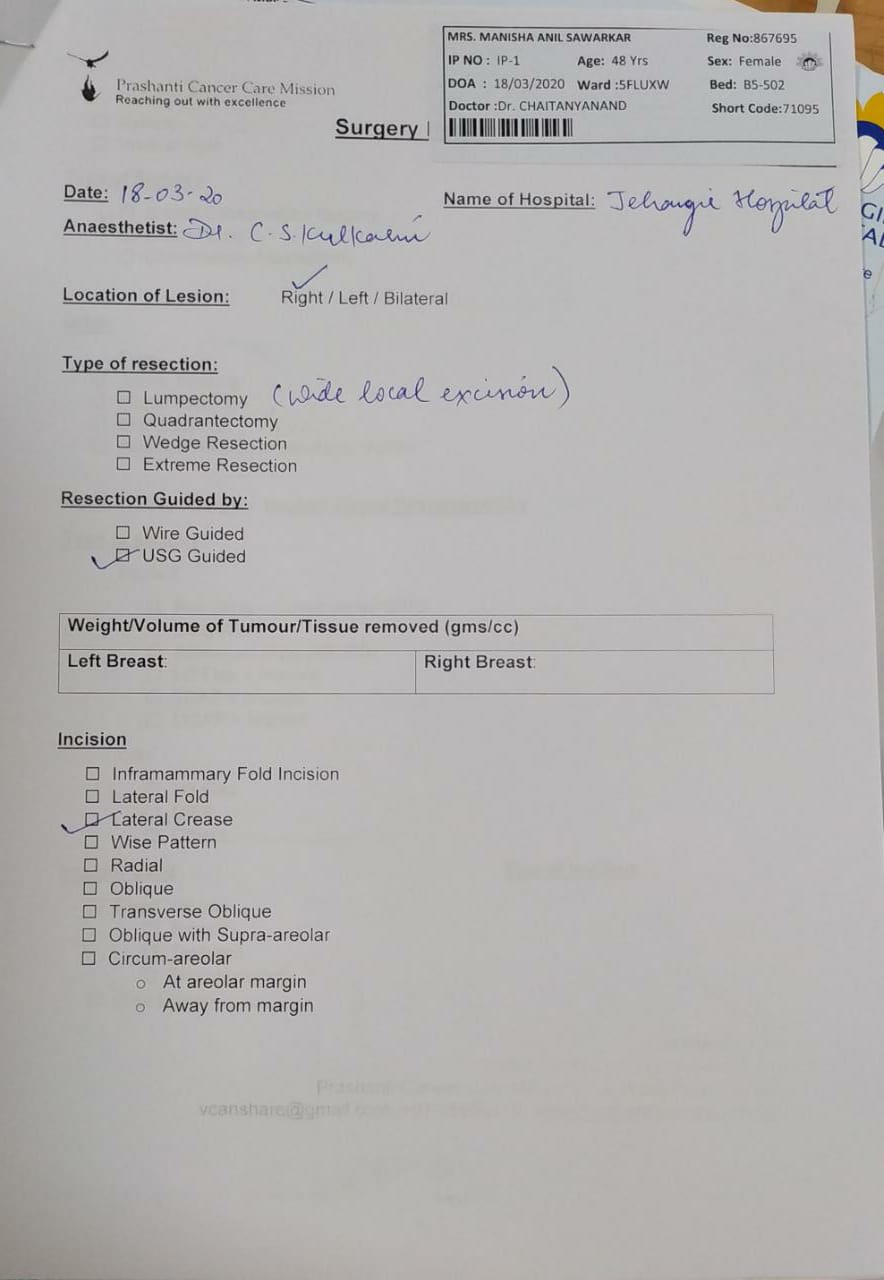 MRS. MANISHA ANIL SAWARKAR Reg No:867695
IP NO : IP-1 Age: 48 Yrs Sex: Female
DOA : 18/03/2020 Ward :5FLUXW Bed: B5-502
Doctor :Dr. CHAITANYANAND Short Code:71095
Prashanti Cancer Care Mission
Reaching out with excellence
Surgery
Date: 18-03-20 Name of Hospital: Jehangir Hospital
Anaesthetist: Dr. C.S. Kulkarni
Location of Lesion: Right / Left / Bilateral
Type of resection:
☐ Lumpectomy (wide local excision)
☐ Quadrantectomy
☐ Wedge Resection
☐ Extreme Resection
Resection Guided by:
☐ Wire Guided
☑ USG Guided
Weight/Volume of Tumour/Tissue removed (gms/cc)
Left Breast: Right Breast:
Incision
☐ Inframammary Fold Incision
☐ Lateral Fold
☑ Lateral Crease
☐ Wise Pattern
☐ Radial
☐ Oblique
☐ Transverse Oblique
☐ Oblique with Supra-areolar
☐ Circum-areolar
o At areolar margin
o Away from margin
vcanshare@gmail